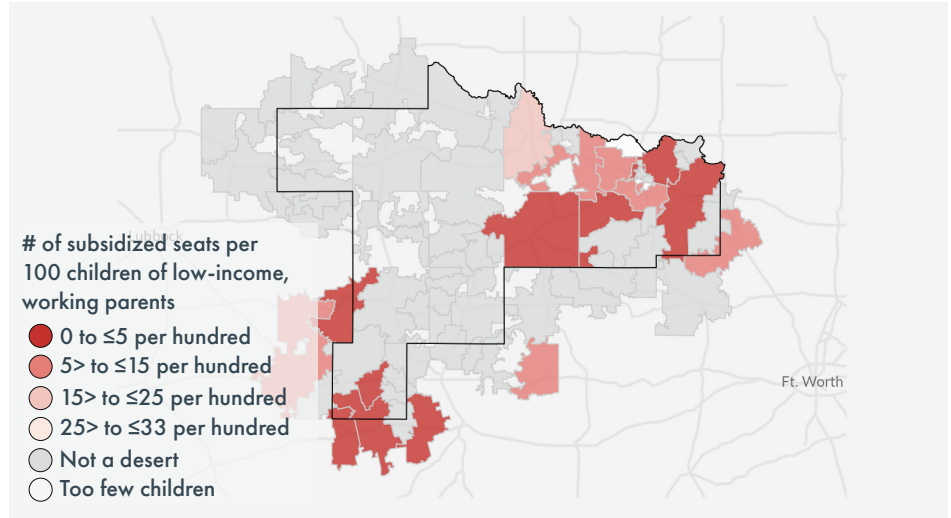 Lubbock
# of subsidized seats per
100 children of low-income,
working parents
0 to ≤5 per hundred
5> to ≤15 per hundred
15> to ≤25 per hundred
25> to ≤33 per hundred
Not a desert
Too few children
Ft. Worth